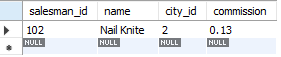 salesman_id name city_id commission
102 Nail Knite 2 0.13
NULL NULL NULL NULL